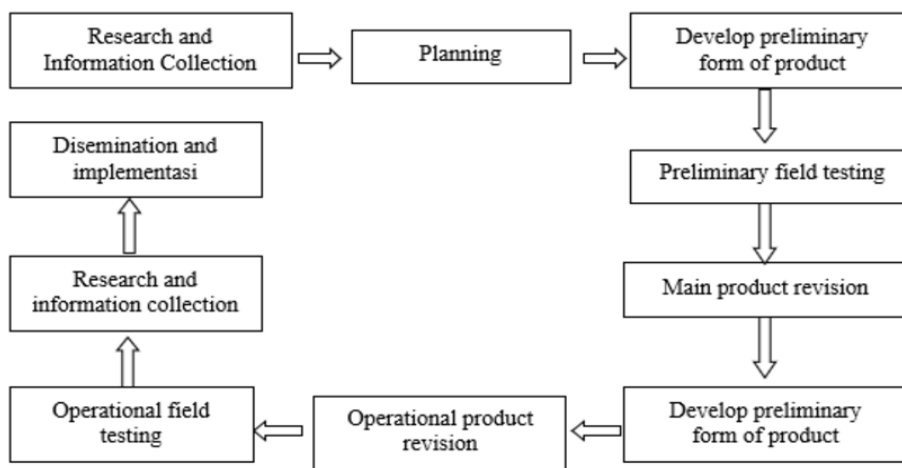 Research and
Information Collection
Planning
Develop preliminary
form of product
Preliminary field testing
Main product revision
Develop preliminary
form of product
Operational product
revision
Operational field
testing
Research and
information collection
Disemination and
implementasi